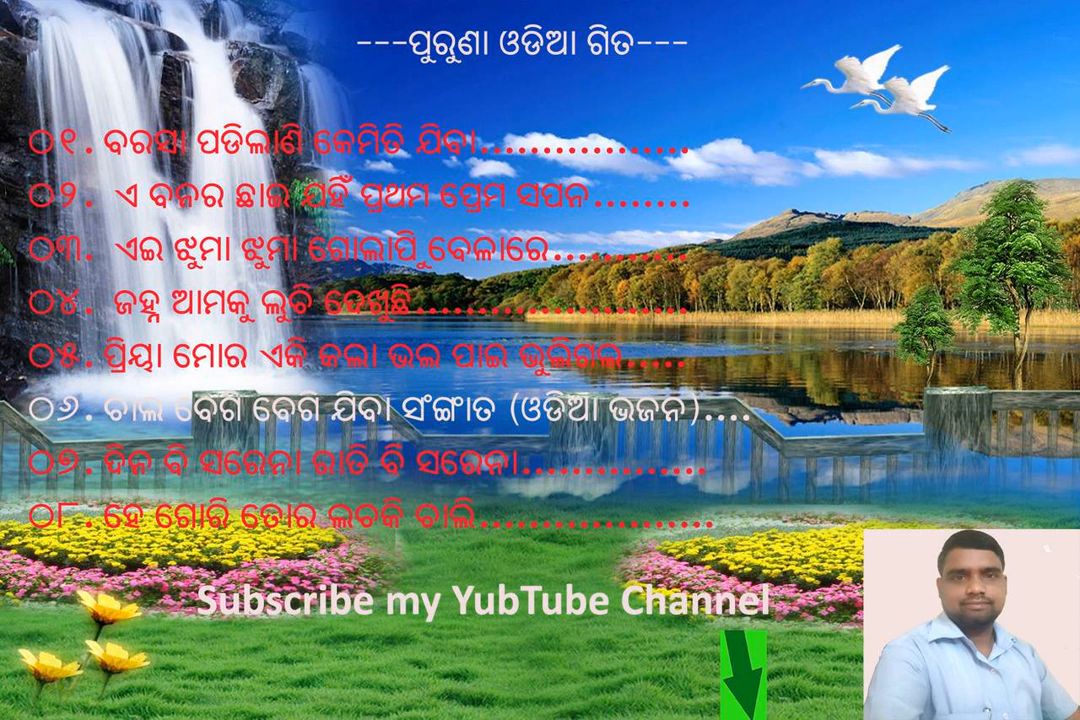 ---ପୁରୁଣା ଓଡିଆ ଗିତ---
୦୧. ବରସା ପଡିଲାଣି କେମିତି ଯିବା.................
୦୨. ଏ ବନର ଛାଇ ଯହିଁ ପ୍ରଥମ ପ୍ରେମ ସପନ........
୦୩. ଏଇ ଝୁମା ଝୁମା ଗୋଲାପି ବେଳାରେ...........
୦୪. ଜହ୍ନ ଆମକୁ ଲୁଚି ଦେଖୁଛି......................
୦୫. ପ୍ରିୟା ମୋର ଏକି କଲା ଭଲ ପାଇ ଭୁଲିଗଲ.....
୦୬. ଚାଲ ବେଗି ବେଗି ଯିବା ସଂଙ୍ଗାତ (ଓଡିଆ ଭଜନ)....
୦୭. ଦିନ ବି ସରେନା ରାତି ବି ସରେନା...............
୦୮. ହେ ଗୋରି ତୋର ଲଚକି ଚାଲି...................
Subscribe my YubTube Channel